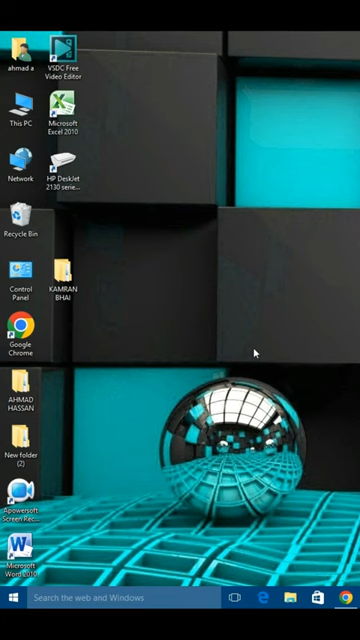 ahmad a
VSDC Free
Video Editor
This PC
Microsoft
Excel 2010
Network
HP DeskJet
2130 serie...
Recycle Bin
Control
Panel
KAMRAN
BHAI
Google
Chrome
AHMAD
HASSAN
New folder
(2)
Apowersoft
Screen Rec...
Microsoft
Word 2010
Search the web and Windows